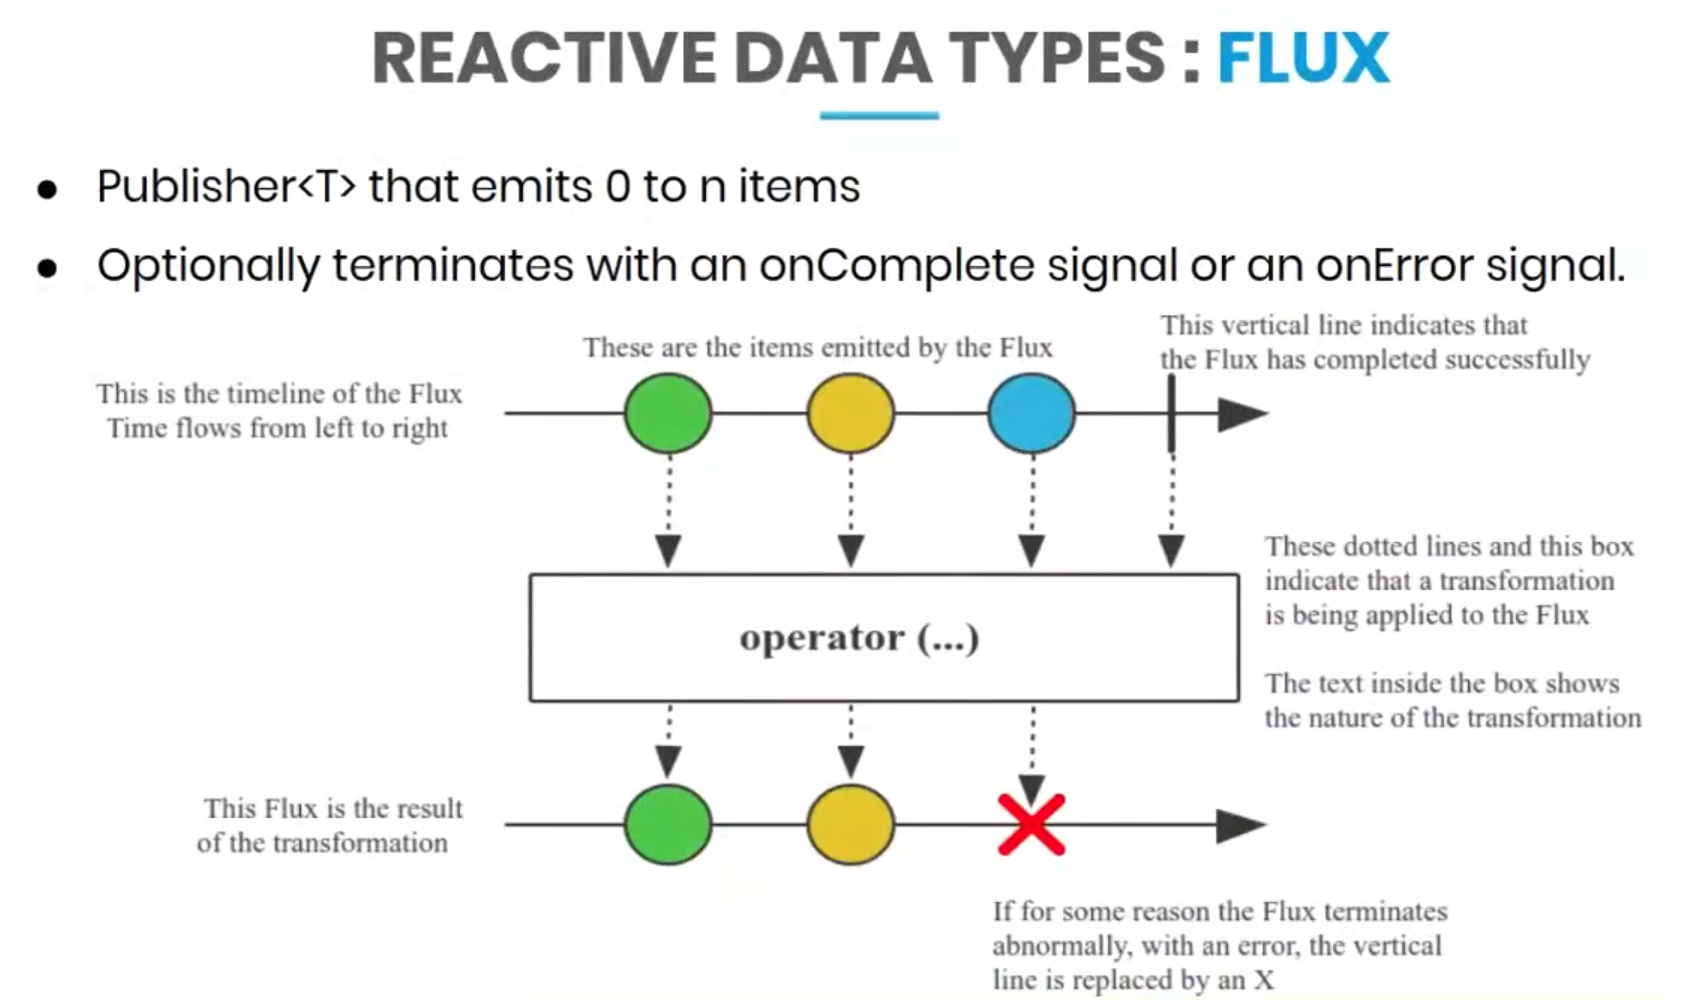 REACTIVE DATA TYPES : FLUX
● Publisher<T> that emits 0 to n items
● Optionally terminates with an onComplete signal or an onError signal.
This is the timeline of the Flux
Time flows from left to right
These are the items emitted by the Flux
This vertical line indicates that
the Flux has completed successfully
operator (...)
These dotted lines and this box
indicate that a transformation
is being applied to the Flux
The text inside the box shows
the nature of the transformation
This Flux is the result
of the transformation
If for some reason the Flux terminates
abnormally, with an error, the vertical
line is replaced by an X